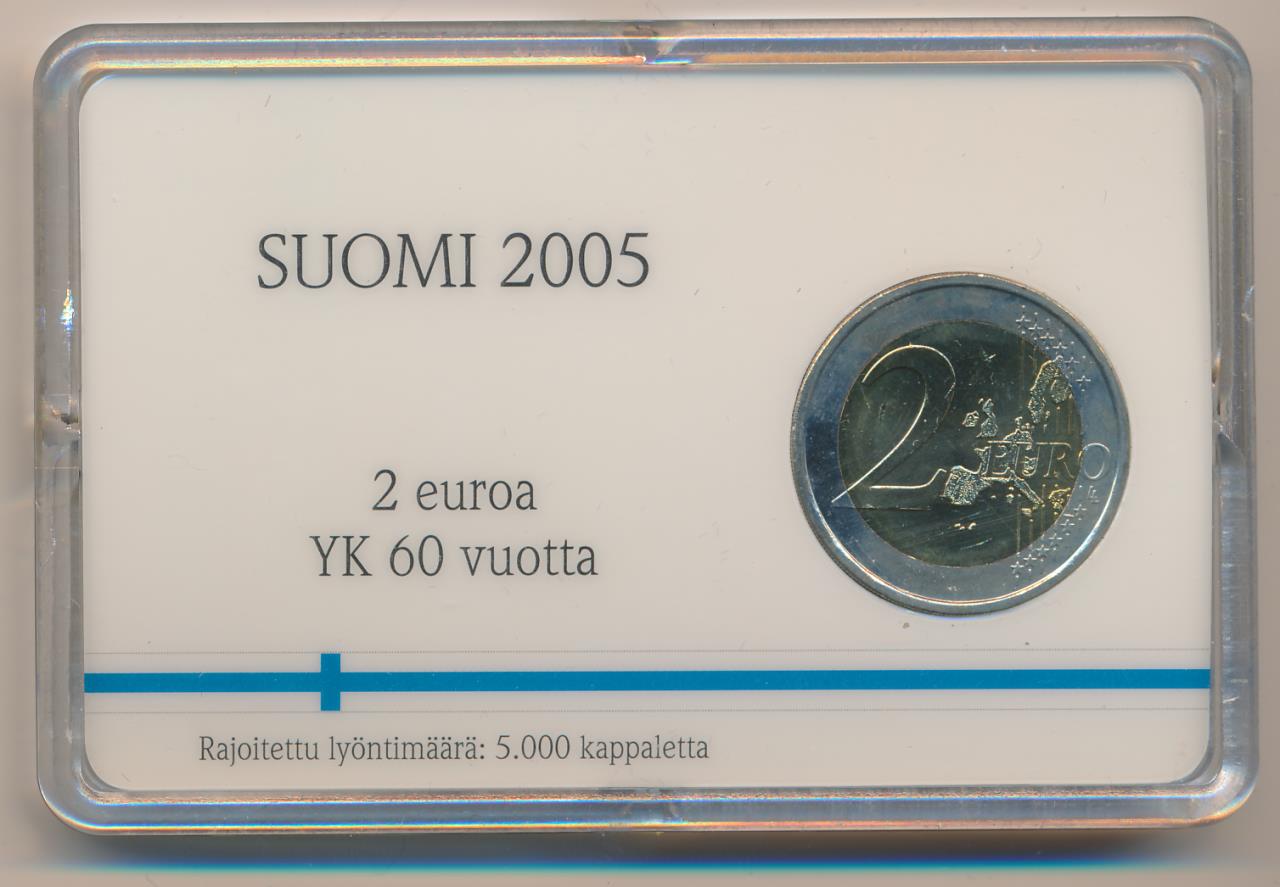 SUOMI 2005
2 euroa
YK 60 vuotta
2 EURO
Rajoitettu lyöntimäärä: 5.000 kappaletta